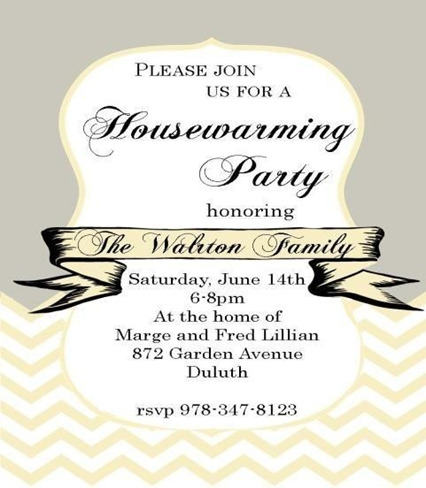 Please join
us for a
Housewarming
Party
honoring
The Walrton Family
Saturday, June 14th
6-8pm
At the home of
Marge and Fred Lillian
872 Garden Avenue
Duluth
rsvp 978-347-8123